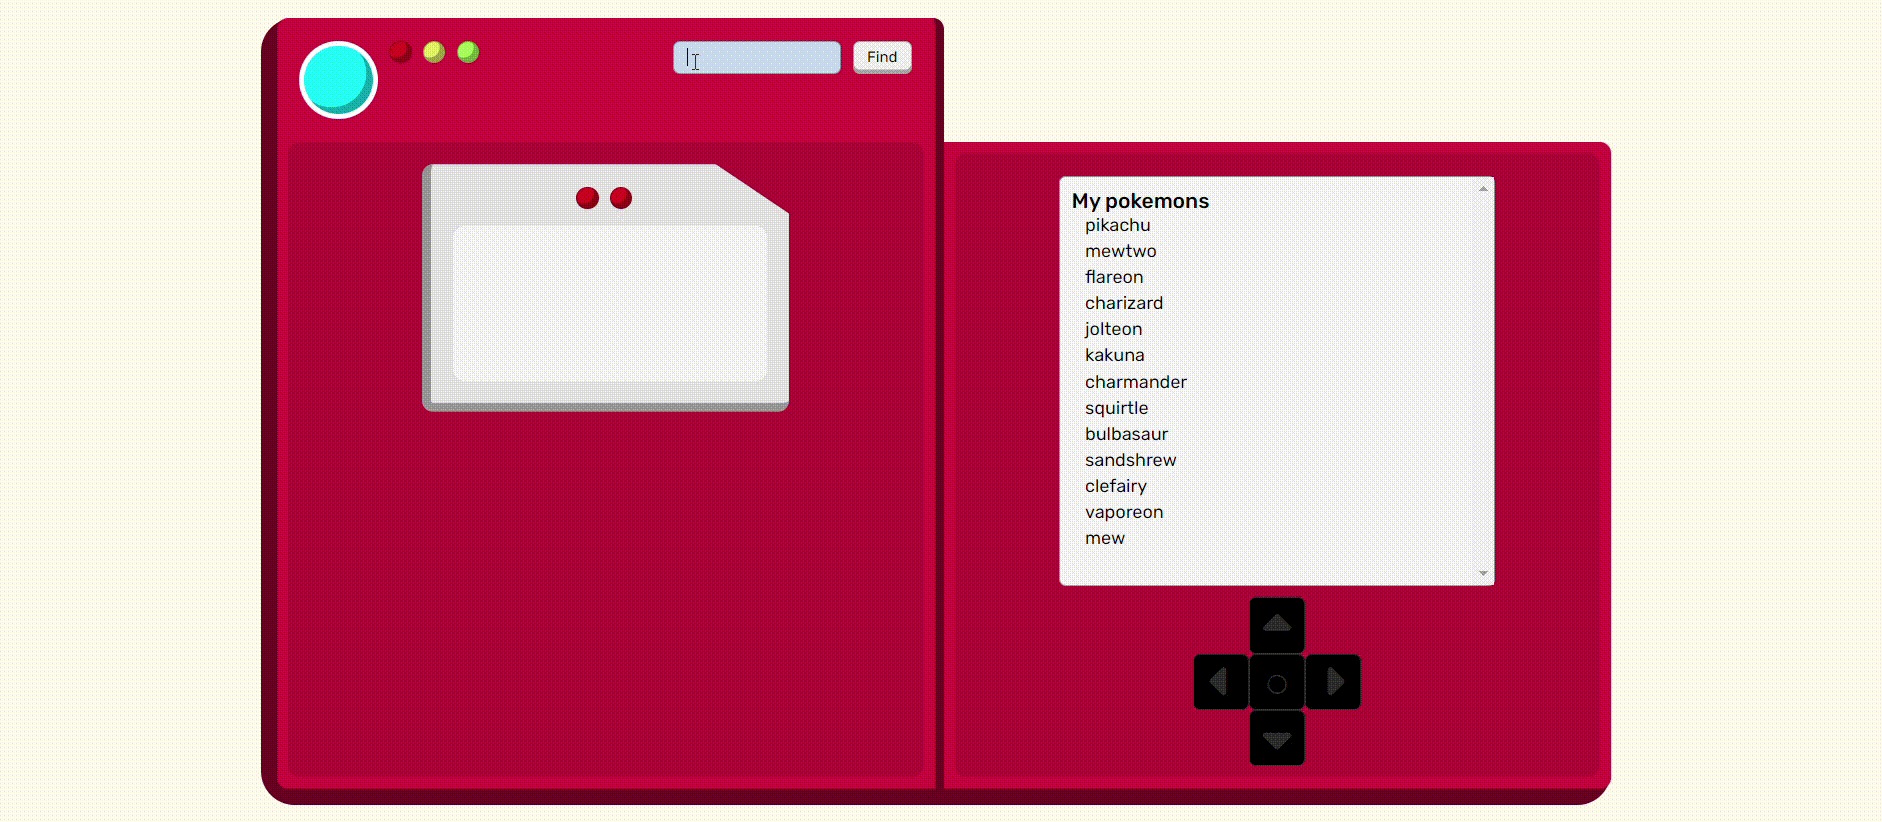 Find
My pokemons
pikachu
mewtwo
flareon
charizard
jolteon
kakuna
charmander
squirtle
bulbasaur
sandshrew
clefairy
vaporeon
mew